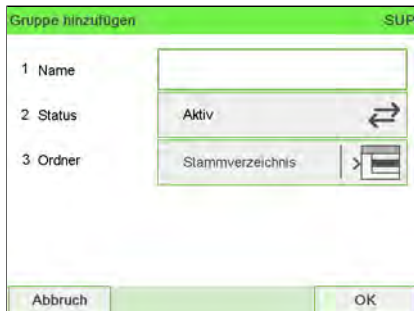 Gruppe hinzufügen SUP
1 Name
2 Status Aktiv
3 Ordner Stammverzeichnis
Abbruch OK